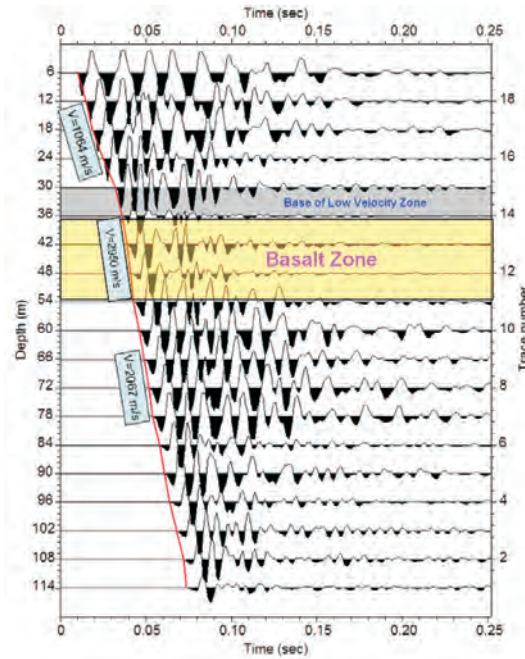 Time (sec)
0 0.05 0.10 0.15 0.20 0.25
6
12
18
24
30
36
42
48
54
60
66
72
78
84
90
96
102
108
114
Depth (m)
18
16
14
12
10
8
6
4
2
Trace number
V=1064 m/s
Base of Low Velocity Zone
Basalt Zone
m/s
V=2067 m/s
0 0.05 0.10 0.15 0.20 0.25
Time (sec)